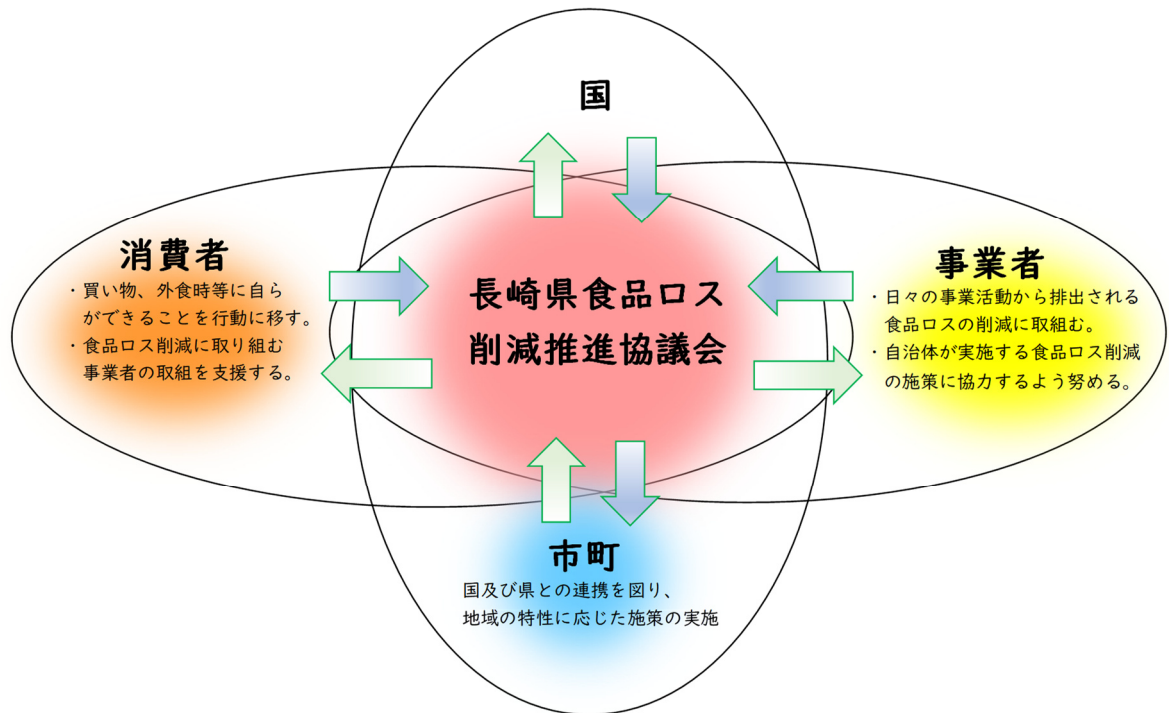 国
消費者
・買い物、外食時等に自ら
ができることを行動に移す。
・食品ロス削減に取り組む
事業者の取組を支援する。
長崎県食品ロス
削減推進協議会
事業者
・日々の事業活動から排出される
食品ロスの削減に取組む。
・自治体が実施する食品ロス削減
の施策に協力するよう努める。
市町
国及び県との連携を図り、
地域の特性に応じた施策の実施